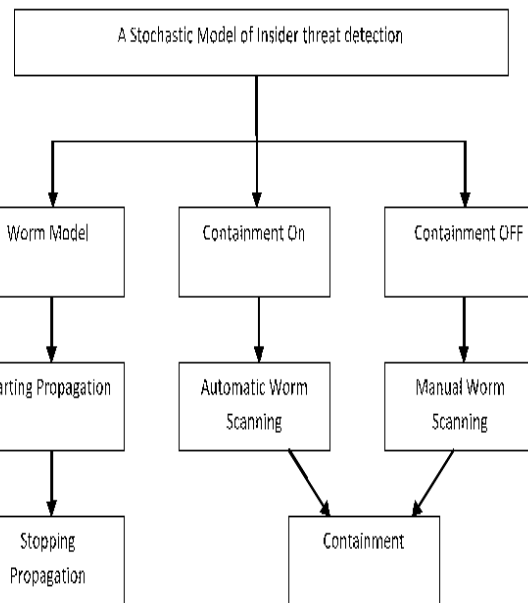 A Stochastic Model of Insider threat detection
Worm Model
Containment On
Containment OFF
arting Propagation
Automatic Worm
Scanning
Manual Worm
Scanning
Stopping
Propagation
Containment